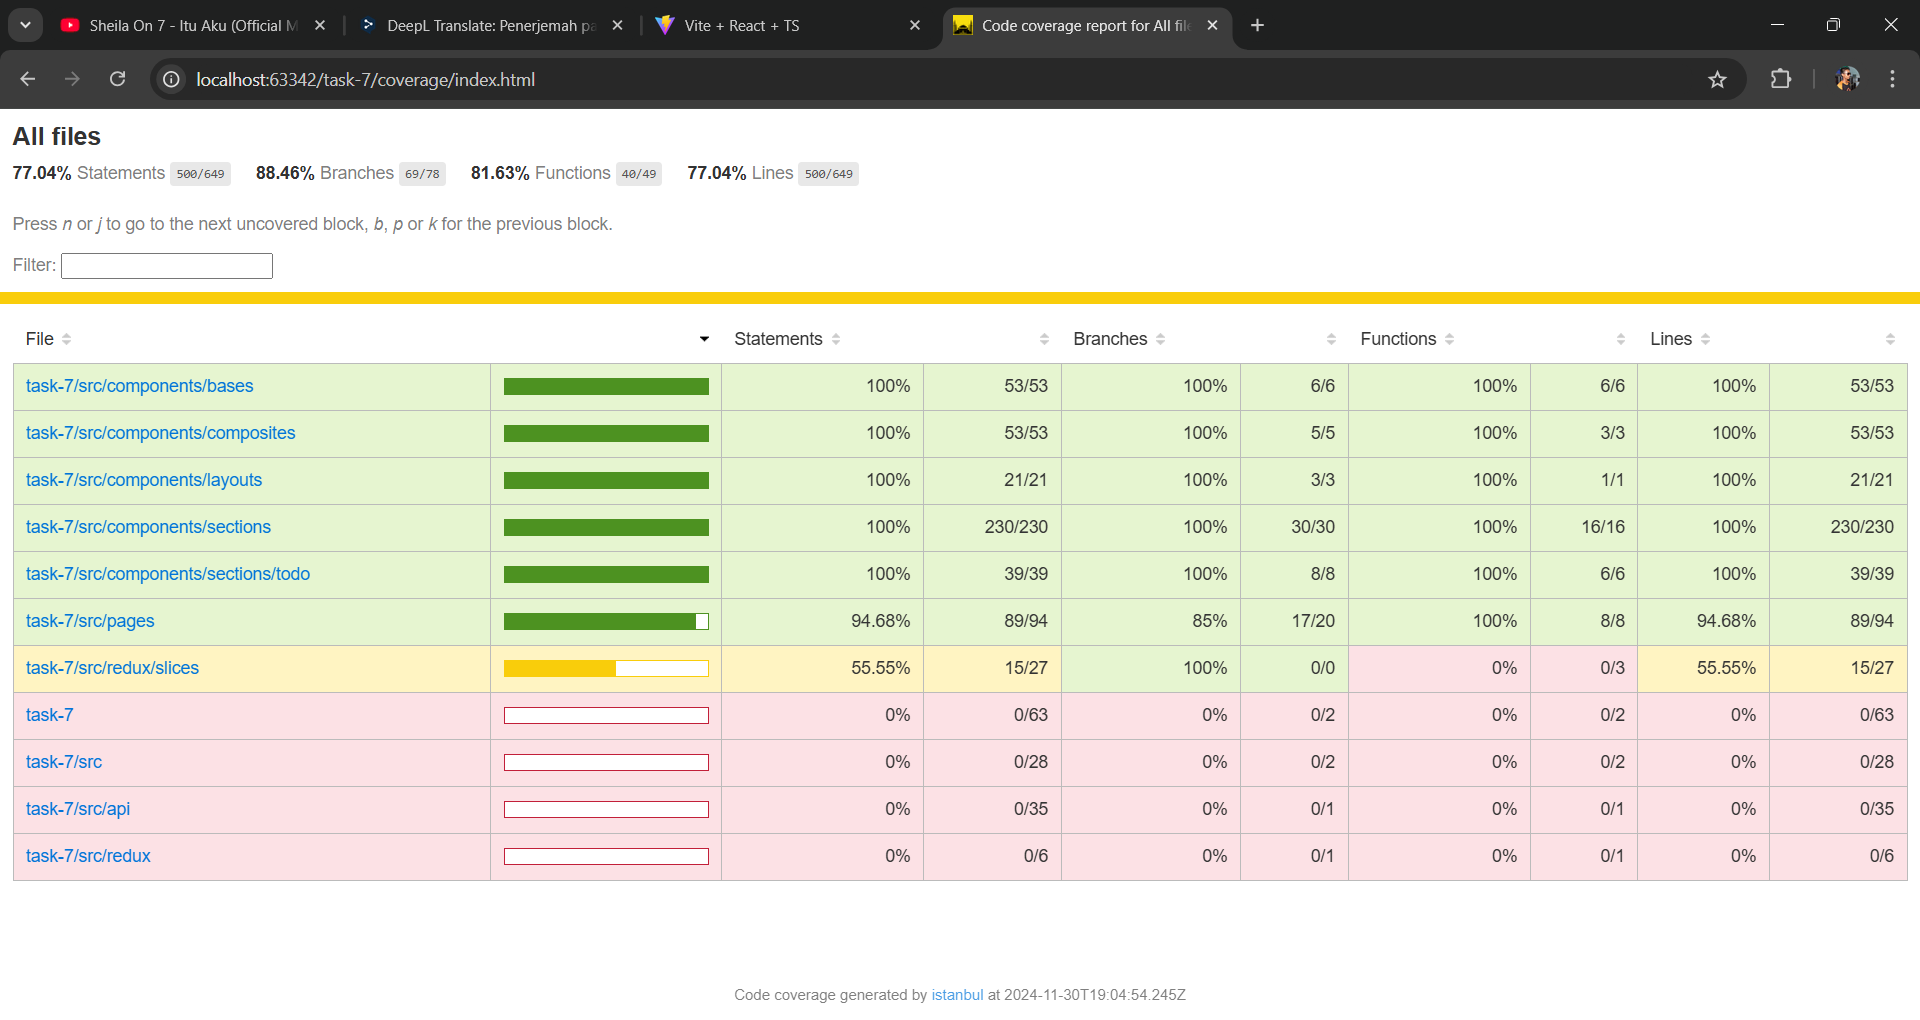 Sheila On 7 - Itu Aku (Official M
DeepL Translate: Penerjemah pa
Vite + React + TS
Code coverage report for All file
localhost:63342/task-7/coverage/index.html
All files
77.04% Statements 500/649 88.46% Branches 69/78 81.63% Functions 40/49 77.04% Lines 500/649
Press n or j to go to the next uncovered block, b, p or k for the previous block.
Filter:
File Statements Branches Functions Lines
task-7/src/components/bases 100% 53/53 100% 6/6 100% 6/6 100% 53/53
task-7/src/components/composites 100% 53/53 100% 5/5 100% 3/3 100% 53/53
task-7/src/components/layouts 100% 21/21 100% 3/3 100% 1/1 100% 21/21
task-7/src/components/sections 100% 230/230 100% 30/30 100% 16/16 100% 230/230
task-7/src/components/sections/todo 100% 39/39 100% 8/8 100% 6/6 100% 39/39
task-7/src/pages 94.68% 89/94 85% 17/20 100% 8/8 94.68% 89/94
task-7/src/redux/slices 55.55% 15/27 100% 0/0 0% 0/3 55.55% 15/27
task-7 0% 0/63 0% 0/2 0% 0/2 0% 0/63
task-7/src 0% 0/28 0% 0/2 0% 0/2 0% 0/28
task-7/src/api 0% 0/35 0% 0/1 0% 0/1 0% 0/35
task-7/src/redux 0% 0/6 0% 0/1 0% 0/1 0% 0/6
Code coverage generated by istanbul at 2024-11-30T19:04:54.245Z